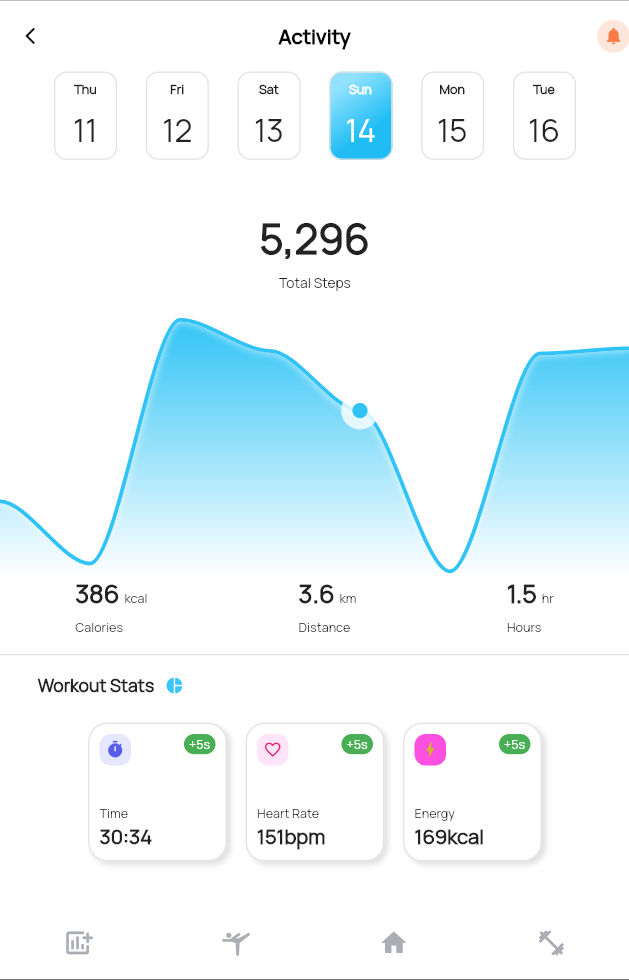 Activity
Thu Fri Sat Sun Mon Tue
11 12 13 14 15 16
5,296
Total Steps
386 kcal 3.6 km 1.5 hr
Calories Distance Hours
Workout Stats
+5s +5s +5s
Time Heart Rate Energy
30:34 151bpm 169kcal